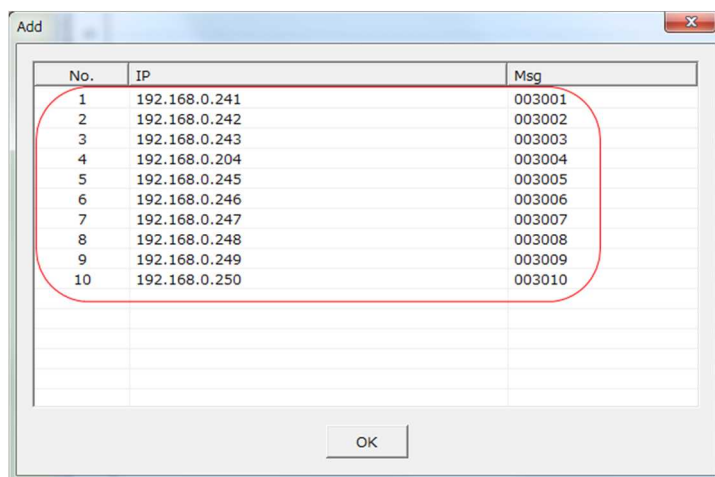 Add
No. IP Msg
1 192.168.0.241 003001
2 192.168.0.242 003002
3 192.168.0.243 003003
4 192.168.0.204 003004
5 192.168.0.245 003005
6 192.168.0.246 003006
7 192.168.0.247 003007
8 192.168.0.248 003008
9 192.168.0.249 003009
10 192.168.0.250 003010
OK